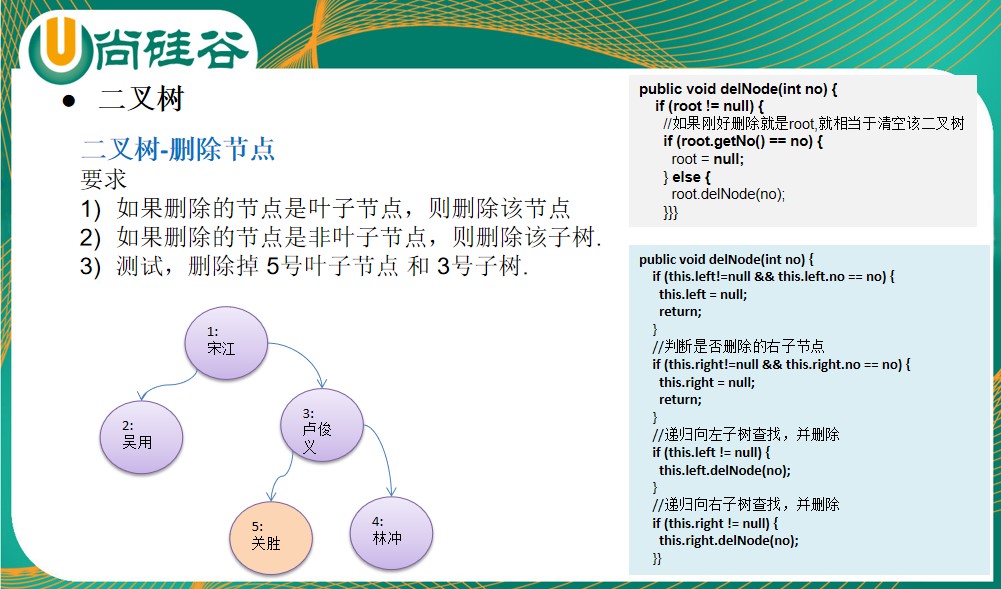 尚硅谷
● 二叉树
二叉树-删除节点
要求
1) 如果删除的节点是叶子节点，则删除该节点
2) 如果删除的节点是非叶子节点，则删除该子树.
3) 测试，删除掉 5号叶子节点 和 3号子树.
1:
宋江
2:
吴用
3:
卢俊
义
5:
关胜
4:
林冲
public void delNode(int no) {
if (root != null) {
//如果刚好删除就是root,就相当于清空该二叉树
if (root.getNo() == no) {
root = null;
} else {
root.delNode(no);
}}}
public void delNode(int no) {
if (this.left!=null && this.left.no == no) {
this.left = null;
return;
}
//判断是否删除的右子节点
if (this.right!=null && this.right.no == no) {
this.right = null;
return;
}
//递归向左子树查找，并删除
if (this.left != null) {
this.left.delNode(no);
}
//递归向右子树查找，并删除
if (this.right != null) {
this.right.delNode(no);
}}